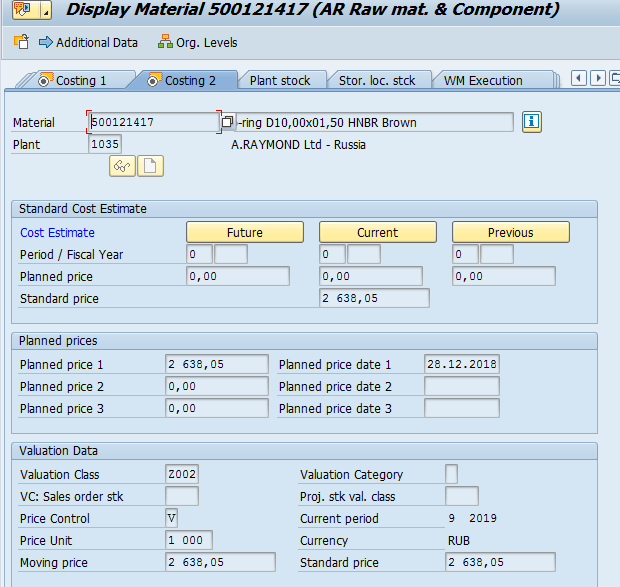 Display Material 500121417 (AR Raw mat. & Component)
Additional Data Org. Levels
Costing 1 Costing 2 Plant stock Stor. loc. stck WM Execution
Material 500121417 -ring D10,00x01,50 HNBR Brown
Plant 1035 A.RAYMOND Ltd - Russia
Standard Cost Estimate
Cost Estimate Future Current Previous
Period / Fiscal Year 0 0 0
Planned price 0,00 0,00 0,00
Standard price 2 638,05
Planned prices
Planned price 1 2 638,05 Planned price date 1 28.12.2018
Planned price 2 0,00 Planned price date 2
Planned price 3 0,00 Planned price date 3
Valuation Data
Valuation Class Z002 Valuation Category
VC: Sales order stk Proj. stk val. class
Price Control V Current period 9 2019
Price Unit 1 000 Currency RUB
Moving price 2 638,05 Standard price 2 638,05